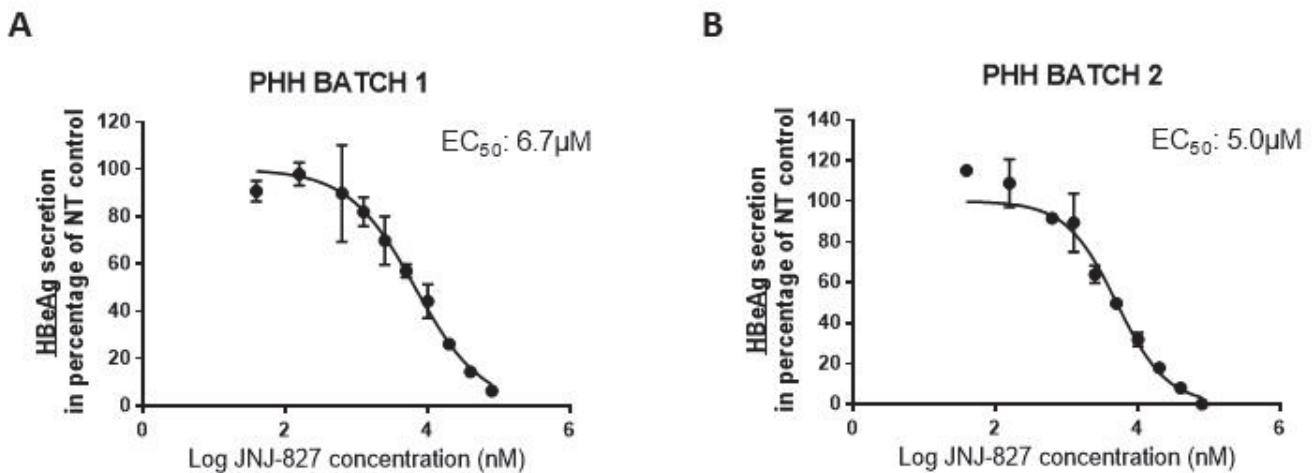 A
PHH BATCH 1
EC₅₀: 6.7µM
HBeAg secretion
in percentage of NT control
120
100
80
60
40
20
0
0
2
4
6
Log JNJ-827 concentration (nM)
B
PHH BATCH 2
EC₅₀: 5.0µM
HBeAg secretion
in percentage of NT control
140
120
100
80
60
40
20
0
0
2
4
6
Log JNJ-827 concentration (nM)